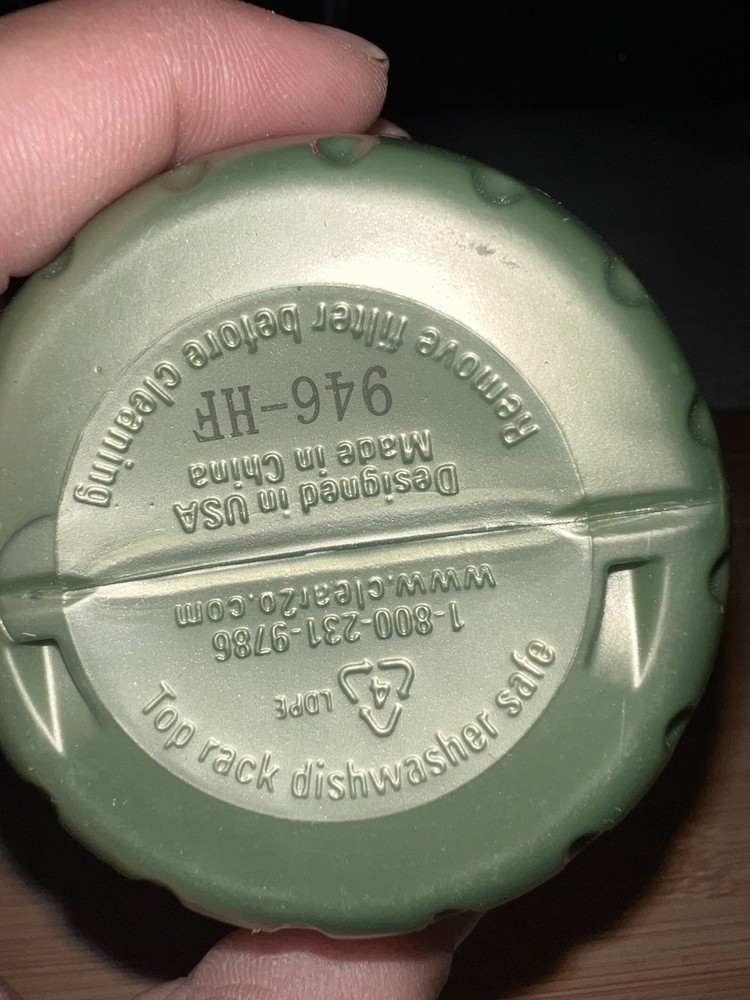 Top rack dishwasher safe
4 LDPE
1-800-231-9786
www.clear2o.com
Designed in USA
Made in China
946-HF
Remove filter before cleaning